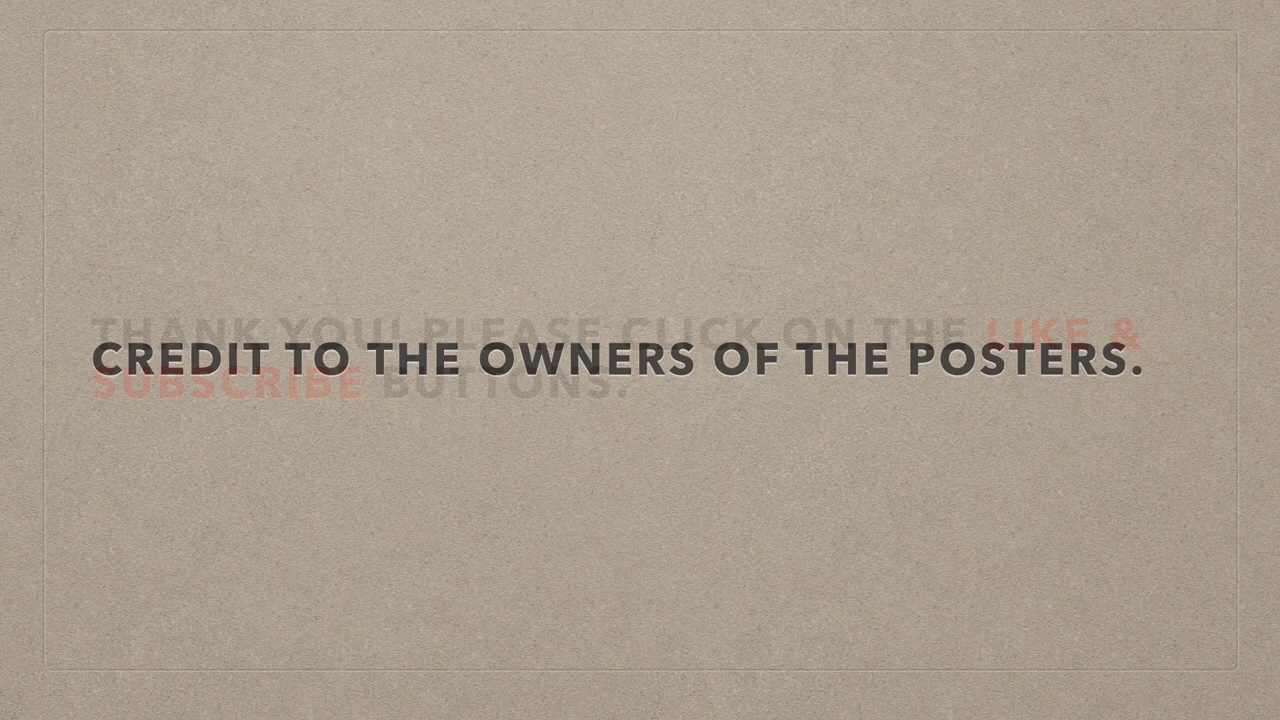 THANK YOU! PLEASE CLICK ON THE LIKE &
CREDIT TO THE OWNERS OF THE POSTERS.
SUBSCRIBE BUTTONS.